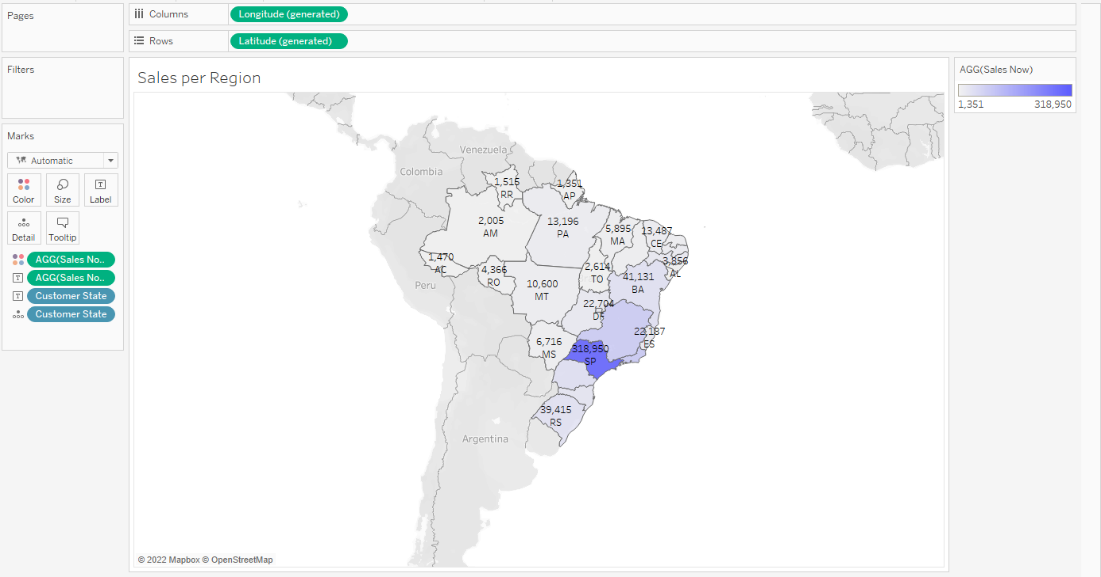 Pages
Columns
Longitude (generated)
Rows
Latitude (generated)
Filters
Marks
Automatic
Color
Size
Label
Detail
Tooltip
AGG(Sales No..
AGG(Sales No..
Customer State
Customer State
Sales per Region
Venezuela
Colombia
1,515
RR
1,351
AP
2,005
AM
13,196
PA
5,895
MA
13,487
CE
1,470
AC
4,366
RO
2,614
TO
3,856
AL
Peru
10,600
MT
41,131
BA
22,704
DF
6,716
MS
318,950
SP
22,187
ES
39,415
RS
Argentina
© 2022 Mapbox © OpenStreetMap
AGG(Sales Now)
1,351
318,950